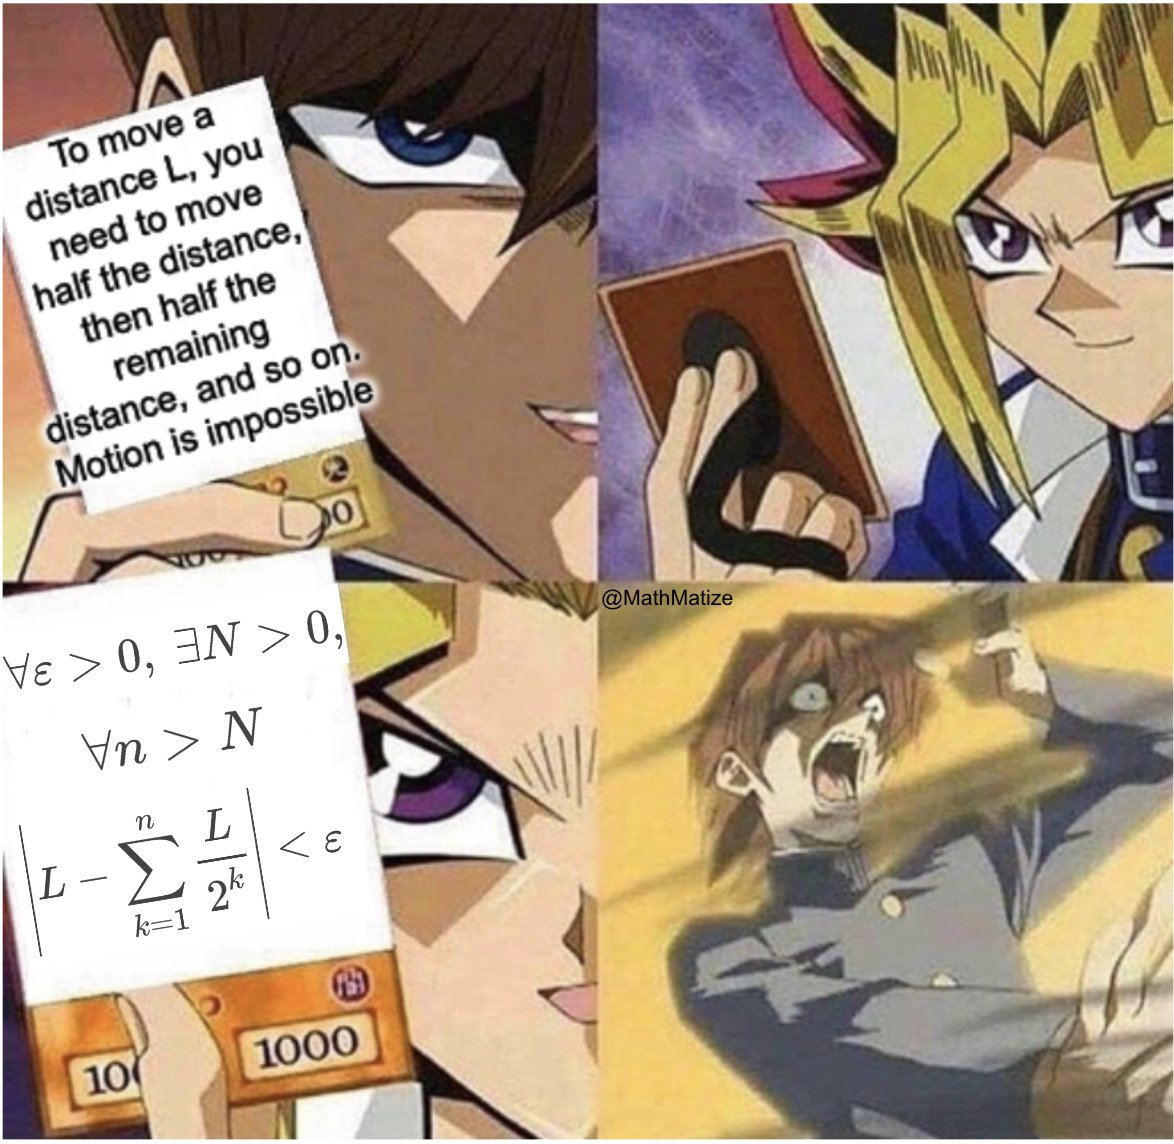 To move a
distance L, you
need to move
half the distance,
then half the
remaining
distance, and so on.
Motion is impossible
@MathMatize
∀ε > 0, ∃N > 0,
∀n > N
|L − ∑_{k=1}^{n} L/2^k| < ε
1000